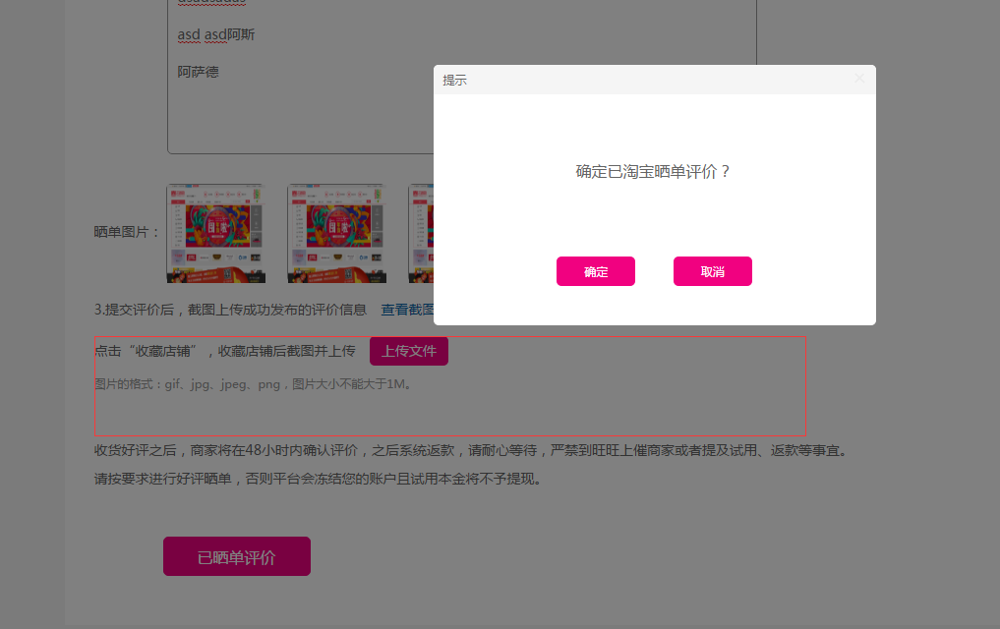 asd asd阿斯
阿萨德
提示
确定已淘宝晒单评价？
确定
取消
晒单图片：
3.提交评价后，截图上传成功发布的评价信息 查看截图
点击“收藏店铺”，收藏店铺后截图并上传 上传文件
图片的格式：gif、jpg、jpeg、png，图片大小不能大于1M。
收货好评之后，商家将在48小时内确认评价，之后系统返款，请耐心等待，严禁到旺旺上催商家或者提及试用、返款等事宜。
请按要求进行好评晒单，否则平台会冻结您的账户且试用本金将不予提现。
已晒单评价